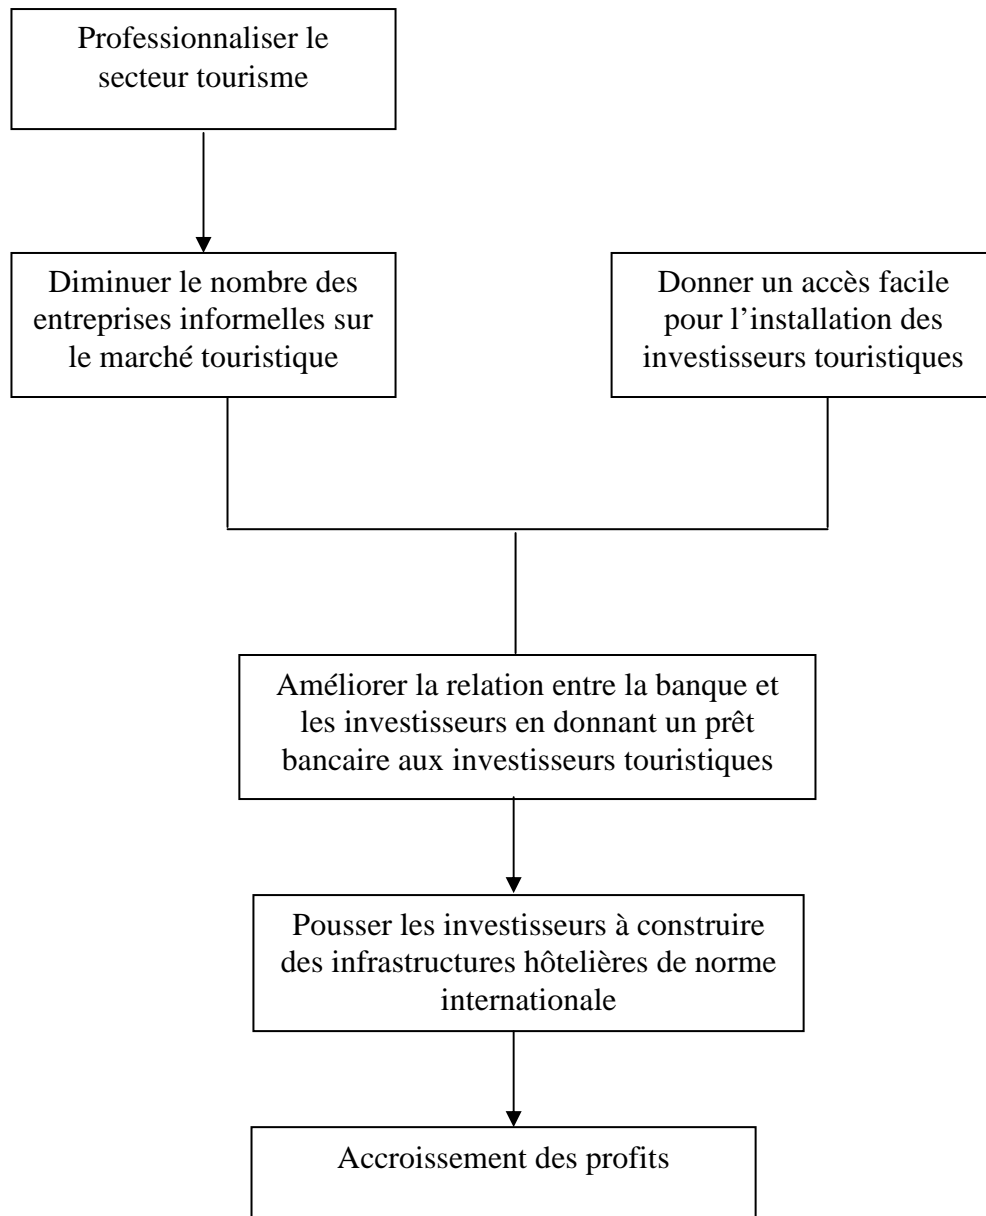 Professionnaliser le
secteur tourisme
Diminuer le nombre des
entreprises informelles sur
le marché touristique
Donner un accès facile
pour l’installation des
investisseurs touristiques
Améliorer la relation entre la banque et
les investisseurs en donnant un prêt
bancaire aux investisseurs touristiques
Pousser les investisseurs à construire
des infrastructures hôtelières de norme
internationale
Accroissement des profits